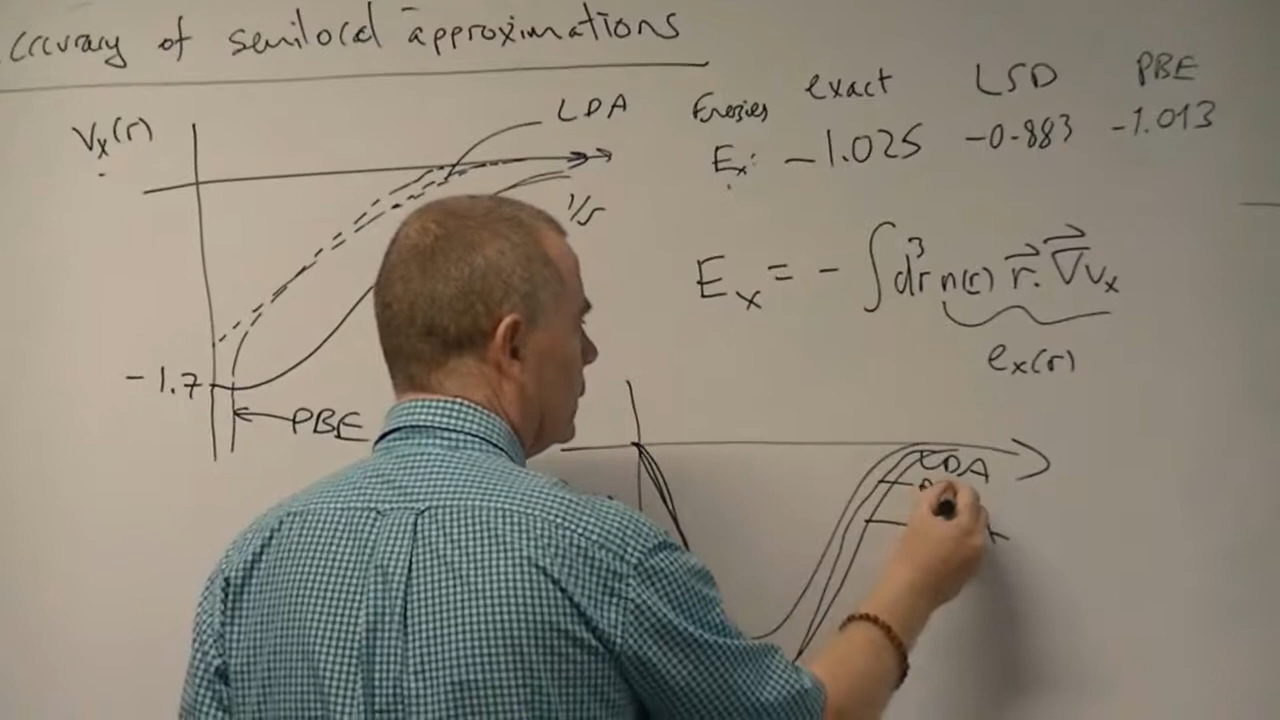 accuracy of semilocal approximations
Vx(r)
LDA
1/r
-1.7
PBE
Energies exact LSD PBE
Ex: -1.025 -0.883 -1.013
Ex = - ∫d³r n(r) r⃗. ∇⃗vx
ex(r)
LDA